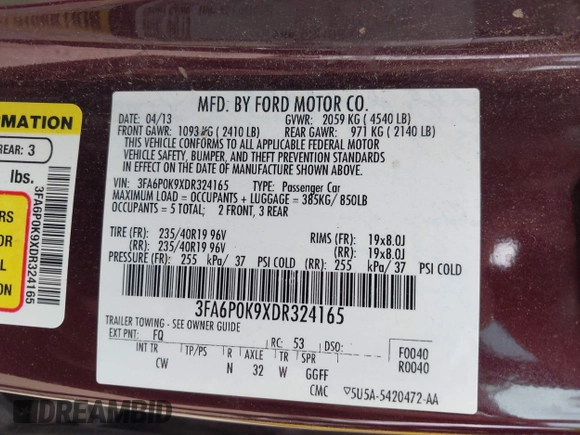 MFD. BY FORD MOTOR CO.
DATE: 04/13 GVWR: 2059 KG ( 4540 LB)
FRONT GAWR: 1093 KG ( 2410 LB) REAR GAWR: 971 KG ( 2140 LB)
THIS VEHICLE CONFORMS TO ALL APPLICABLE FEDERAL MOTOR
VEHICLE SAFETY, BUMPER, AND THEFT PREVENTION STANDARDS
IN EFFECT ON THE DATE OF MANUFACTURE SHOWN ABOVE.
VIN: 3FA6P0K9XDR324165 TYPE: Passenger Car
MAXIMUM LOAD = OCCUPANTS + LUGGAGE = 385KG/ 850LB
OCCUPANTS = 5 TOTAL; 2 FRONT, 3 REAR
TIRE (FR): 235/40R19 96V RIMS (FR): 19x8.0J
(RR): 235/40R19 96V (RR): 19x8.0J
PRESSURE (FR): 255 kPa/ 37 PSI COLD (RR): 255 kPa/ 37 PSI COLD
3FA6P0K9XDR324165
TRAILER TOWING - SEE OWNER GUIDE
EXT PNT: FQ RC: 53 DSO: F0040
R0040
INT TR TP/PS R AXLE TR SPR
CW N 32 W GGFF
CMC 5U5A-5420472-AA
ORMATION
REAR: 3
lbs.
3FA6P0K9XDR324165
ERS
OR
AL
ON
DREAMBID